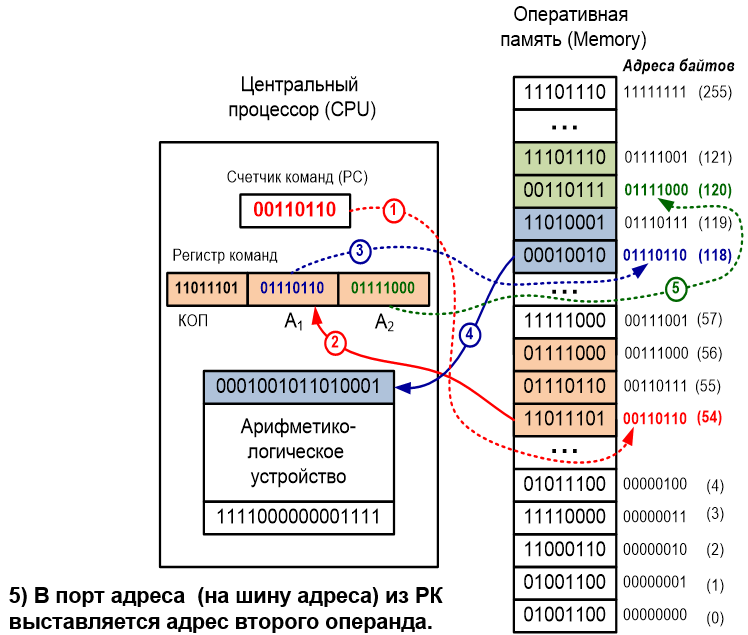 Оперативная
память (Memory)
Адреса байтов
Центральный
процессор (CPU)
11101110 11111111 (255)
...
Счетчик команд (PC)
11101110 01111001 (121)
00110110 1
00110111 01111000 (120)
11010001 01110111 (119)
Регистр команд 3
00010010 01110110 (118)
11011101 01110110 01111000
... 5
КОП A1 A2
11111000 00111001 (57)
4
2
01111000 00111000 (56)
0001001011010001
01110110 00110111 (55)
Арифметико-
логическое
устройство
11011101 00110110 (54)
...
01011100 00000100 (4)
1111000000001111
11110000 00000011 (3)
11000110 00000010 (2)
01001100 00000001 (1)
01001100 00000000 (0)
5) В порт адреса (на шину адреса) из РК
выставляется адрес второго операнда.